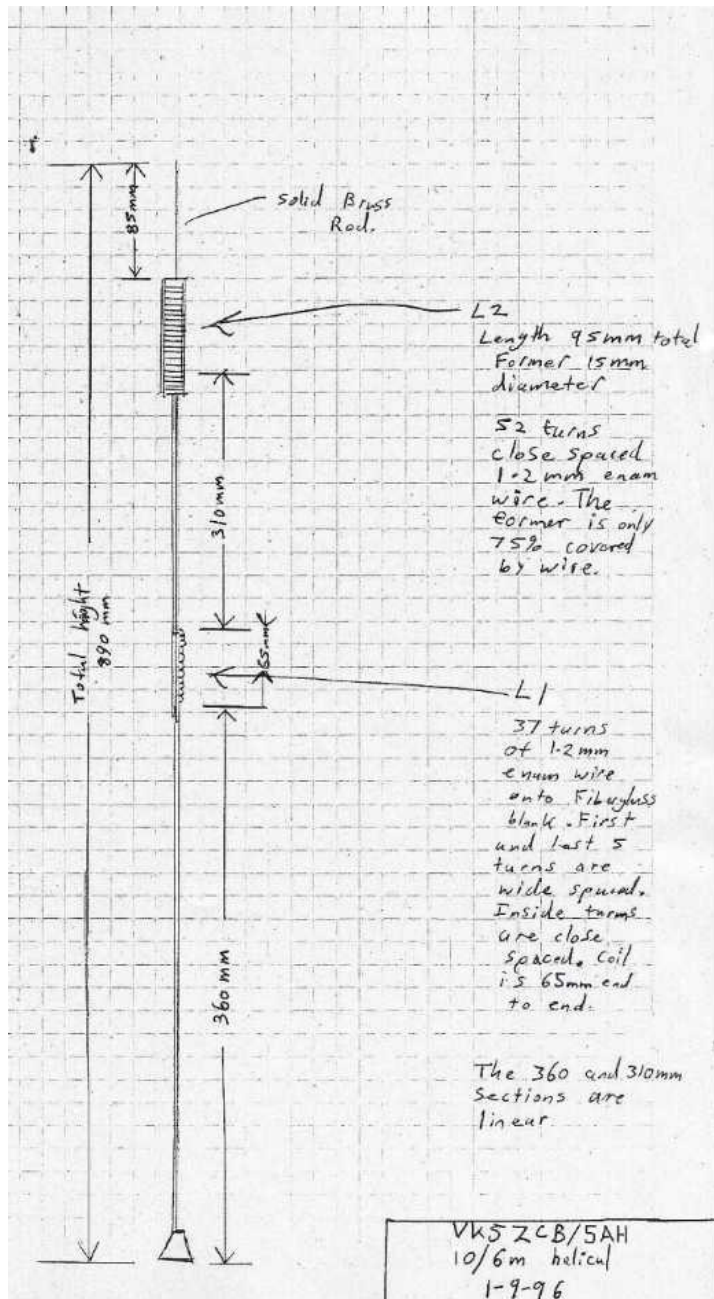 85mm
Solid Brass
Rod.
L2
Length 95mm total
Former 15mm
diameter
52 turns
close spaced
1.2 mm enam
wire. The
former is only
75% covered
by wire.
310mm
65mm
Total height
890 mm
L1
37 turns
of 1.2mm
enam wire
onto Fibuglass
blank. First
and last 5
turns are
wide spaced.
Inside turns
are close
spaced. Coil
is 65mm end
to end.
360 mm
The 360 and 310mm
Sections are
linear
VK5ZCB/5AH
10/6m helical
1-9-96